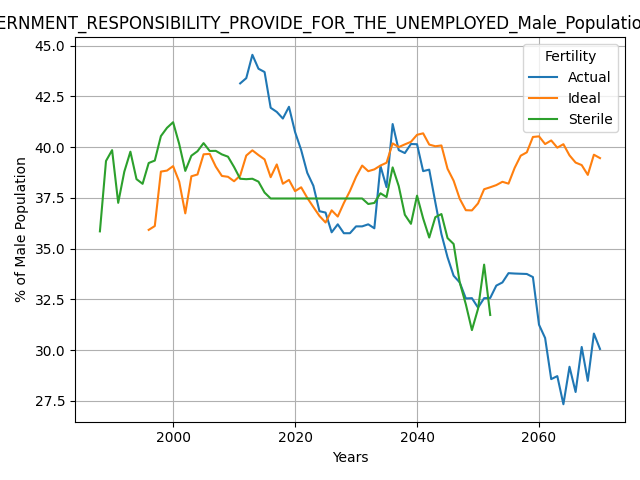 ERNMENT_RESPONSIBILITY_PROVIDE_FOR_THE_UNEMPLOYED_Male_Populatio
45.0
42.5
40.0
37.5
35.0
32.5
30.0
27.5
% of Male Population
Fertility
Actual
Ideal
Sterile
2000
2020
2040
2060
Years